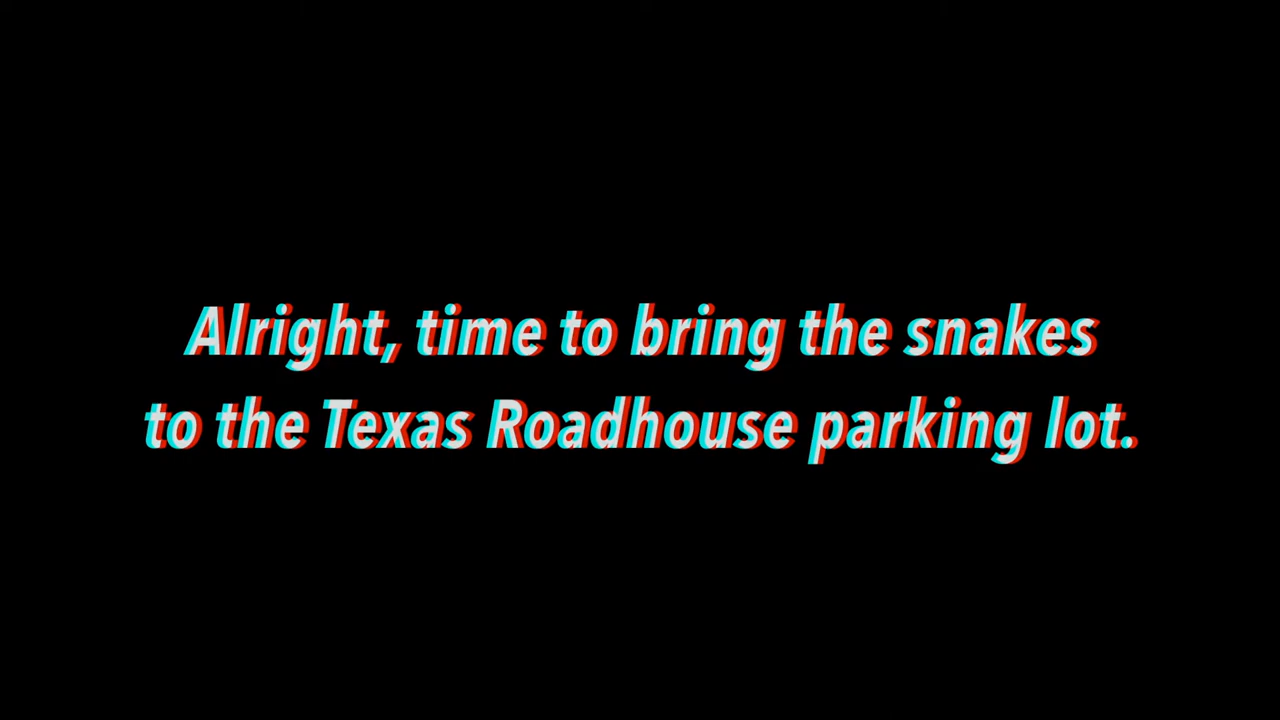 Alright, time to bring the snakes
to the Texas Roadhouse parking lot.